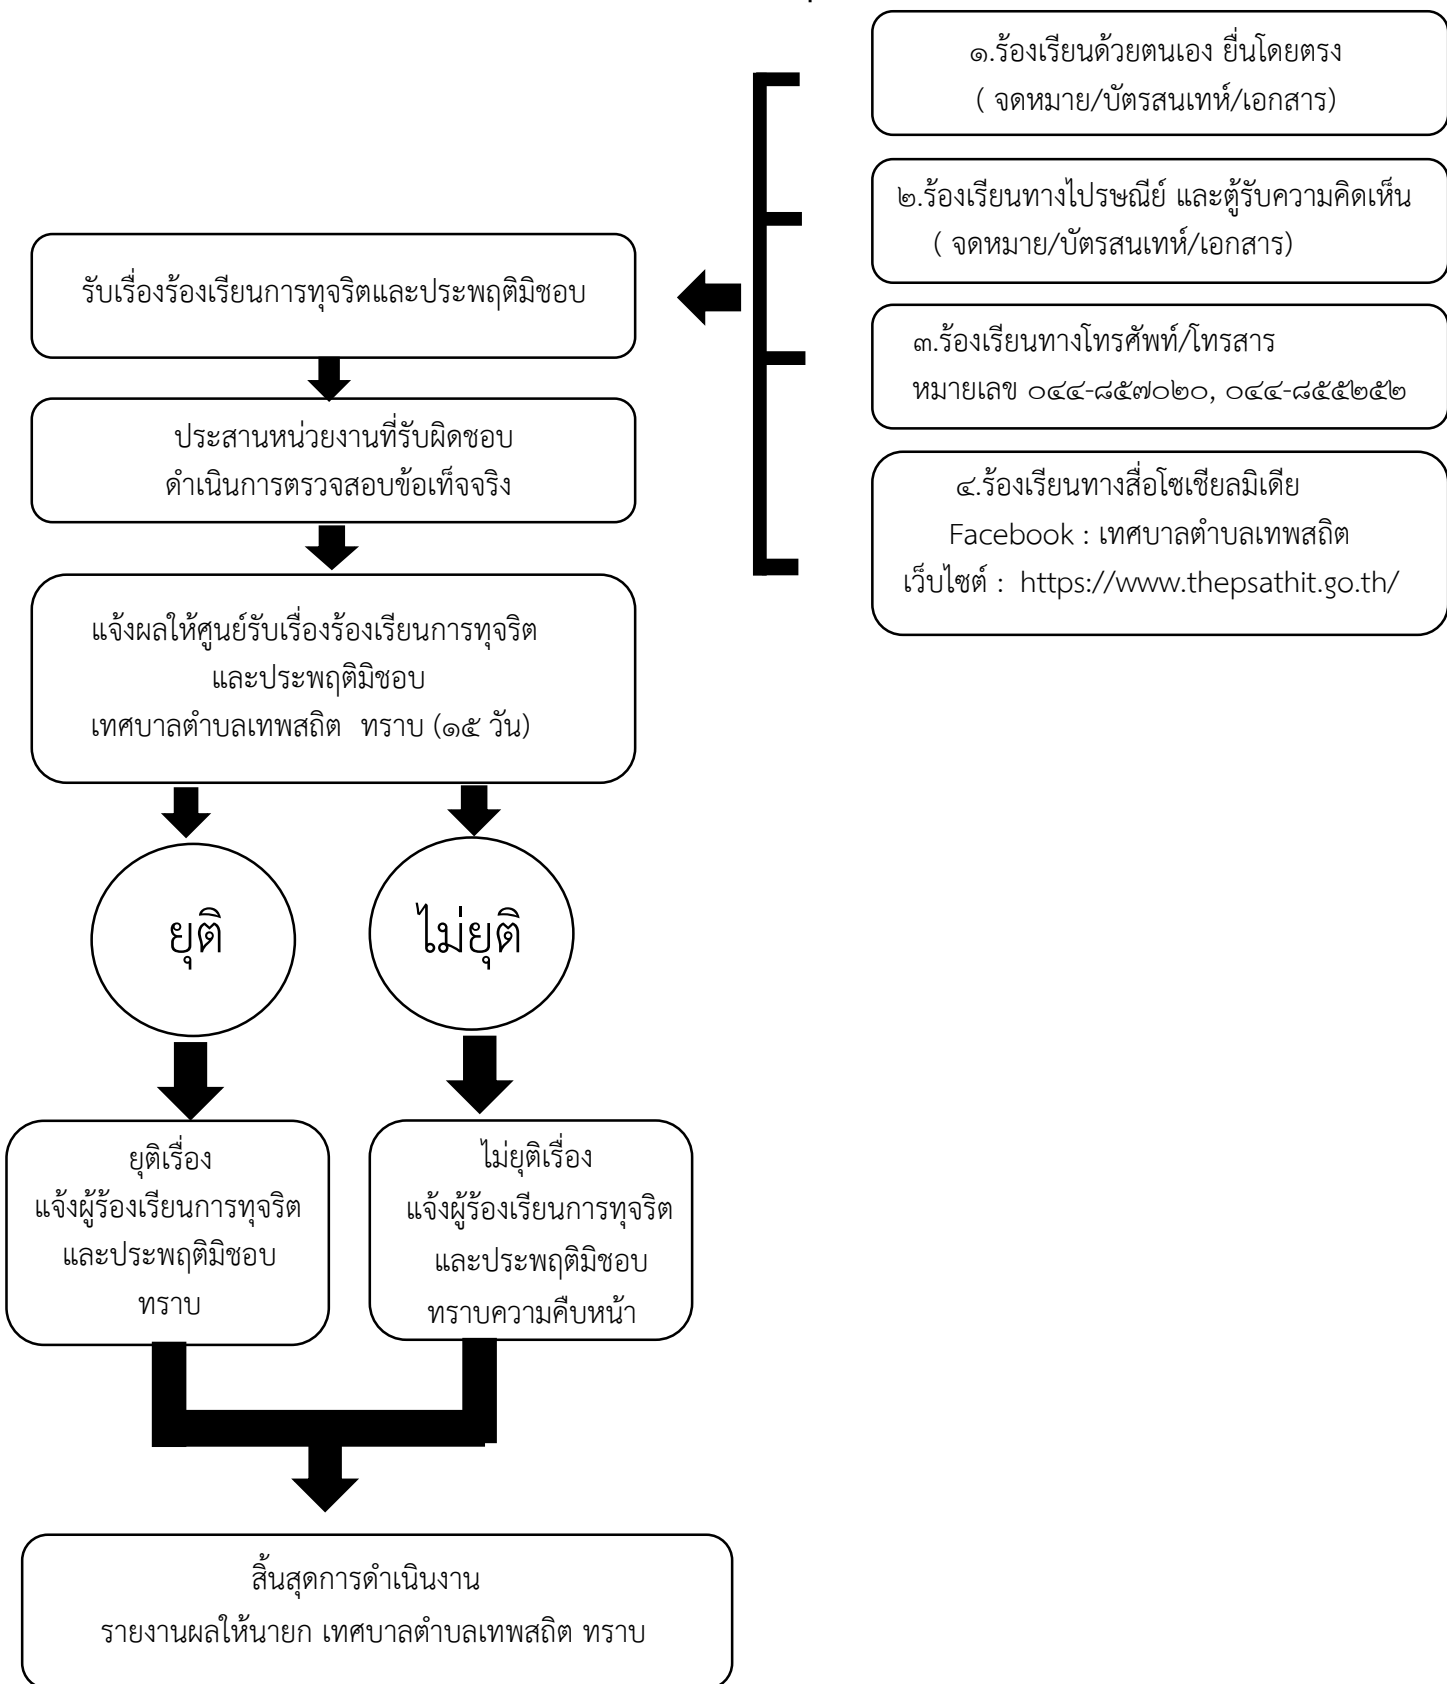 ๑.ร้องเรียนด้วยตนเอง ยื่นโดยตรง
( จดหมาย/บัตรสนเทห์/เอกสาร)
๒.ร้องเรียนทางไปรษณีย์ และตู้รับความคิดเห็น
( จดหมาย/บัตรสนเทห์/เอกสาร)
๓.ร้องเรียนทางโทรศัพท์/โทรสาร
หมายเลข ๐๔๔-๘๕๗๐๒๐, ๐๔๔-๘๕๕๒๕๒
๔.ร้องเรียนทางสื่อโซเชียลมิเดีย
Facebook : เทศบาลตำบลเทพสถิต
เว็บไซต์ : https://www.thepsathit.go.th/
รับเรื่องร้องเรียนการทุจริตและประพฤติมิชอบ
ประสานหน่วยงานที่รับผิดชอบ
ดำเนินการตรวจสอบข้อเท็จจริง
แจ้งผลให้ศูนย์รับเรื่องร้องเรียนการทุจริต
และประพฤติมิชอบ
เทศบาลตำบลเทพสถิต ทราบ (๑๕ วัน)
ยุติ
ไม่ยุติ
ยุติเรื่อง
แจ้งผู้ร้องเรียนการทุจริต
และประพฤติมิชอบ
ทราบ
ไม่ยุติเรื่อง
แจ้งผู้ร้องเรียนการทุจริต
และประพฤติมิชอบ
ทราบความคืบหน้า
สิ้นสุดการดำเนินงาน
รายงานผลให้นายก เทศบาลตำบลเทพสถิต ทราบ